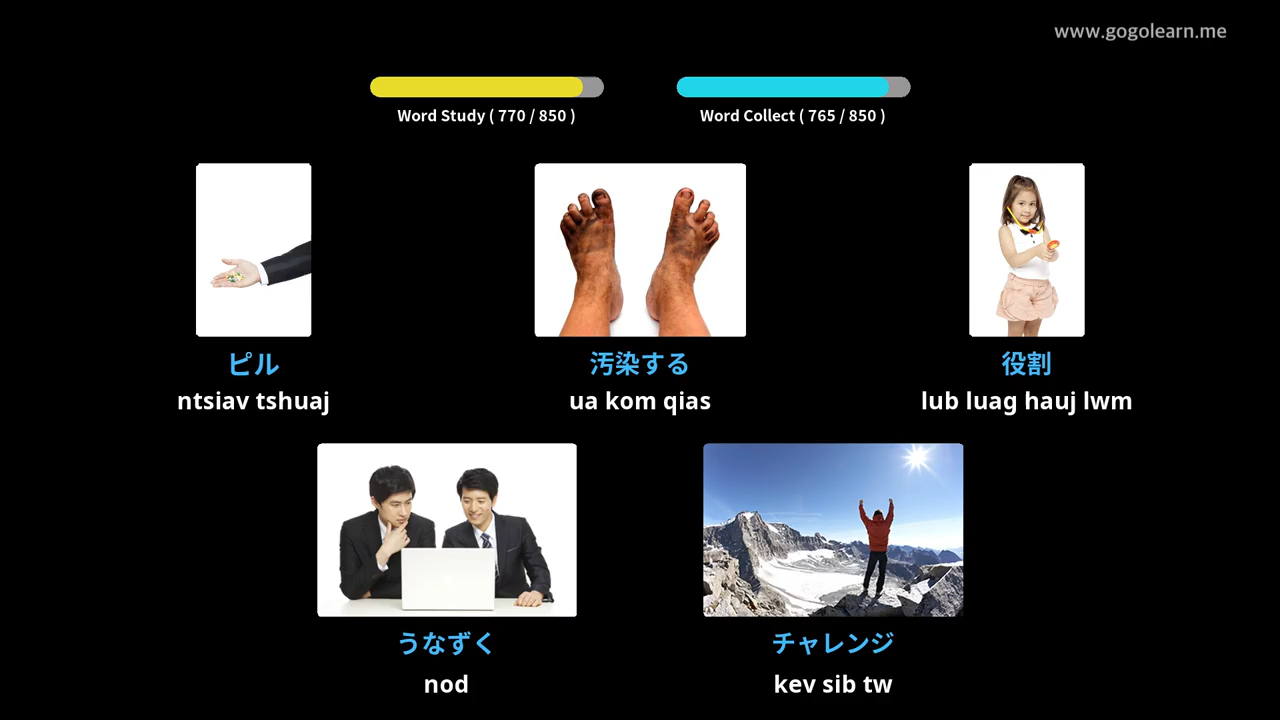 www.gogolearn.me
Word Study ( 770 / 850 )
Word Collect ( 765 / 850 )
ピル
ntsiav tshuaj
汚染する
ua kom qias
役割
lub luag hauj lwm
うなずく
nod
チャレンジ
kev sib tw